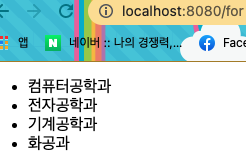 localhost:8080/for
앱
네이버 :: 나의 경쟁력,...
Face
컴퓨터공학과
전자공학과
기계공학과
화공과